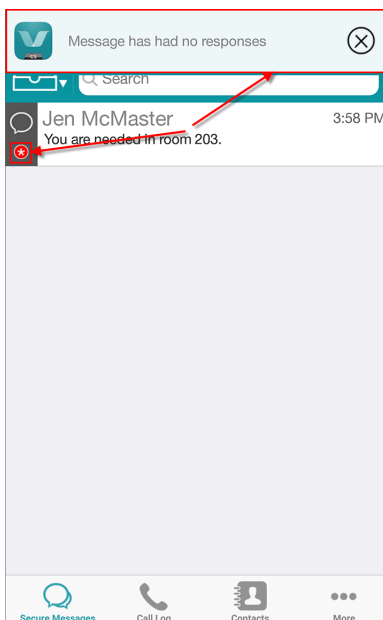 Message has had no responses
Search
Jen McMaster
3:58 PM
You are needed in room 203.
Secure Messages
Call Log
Contacts
More